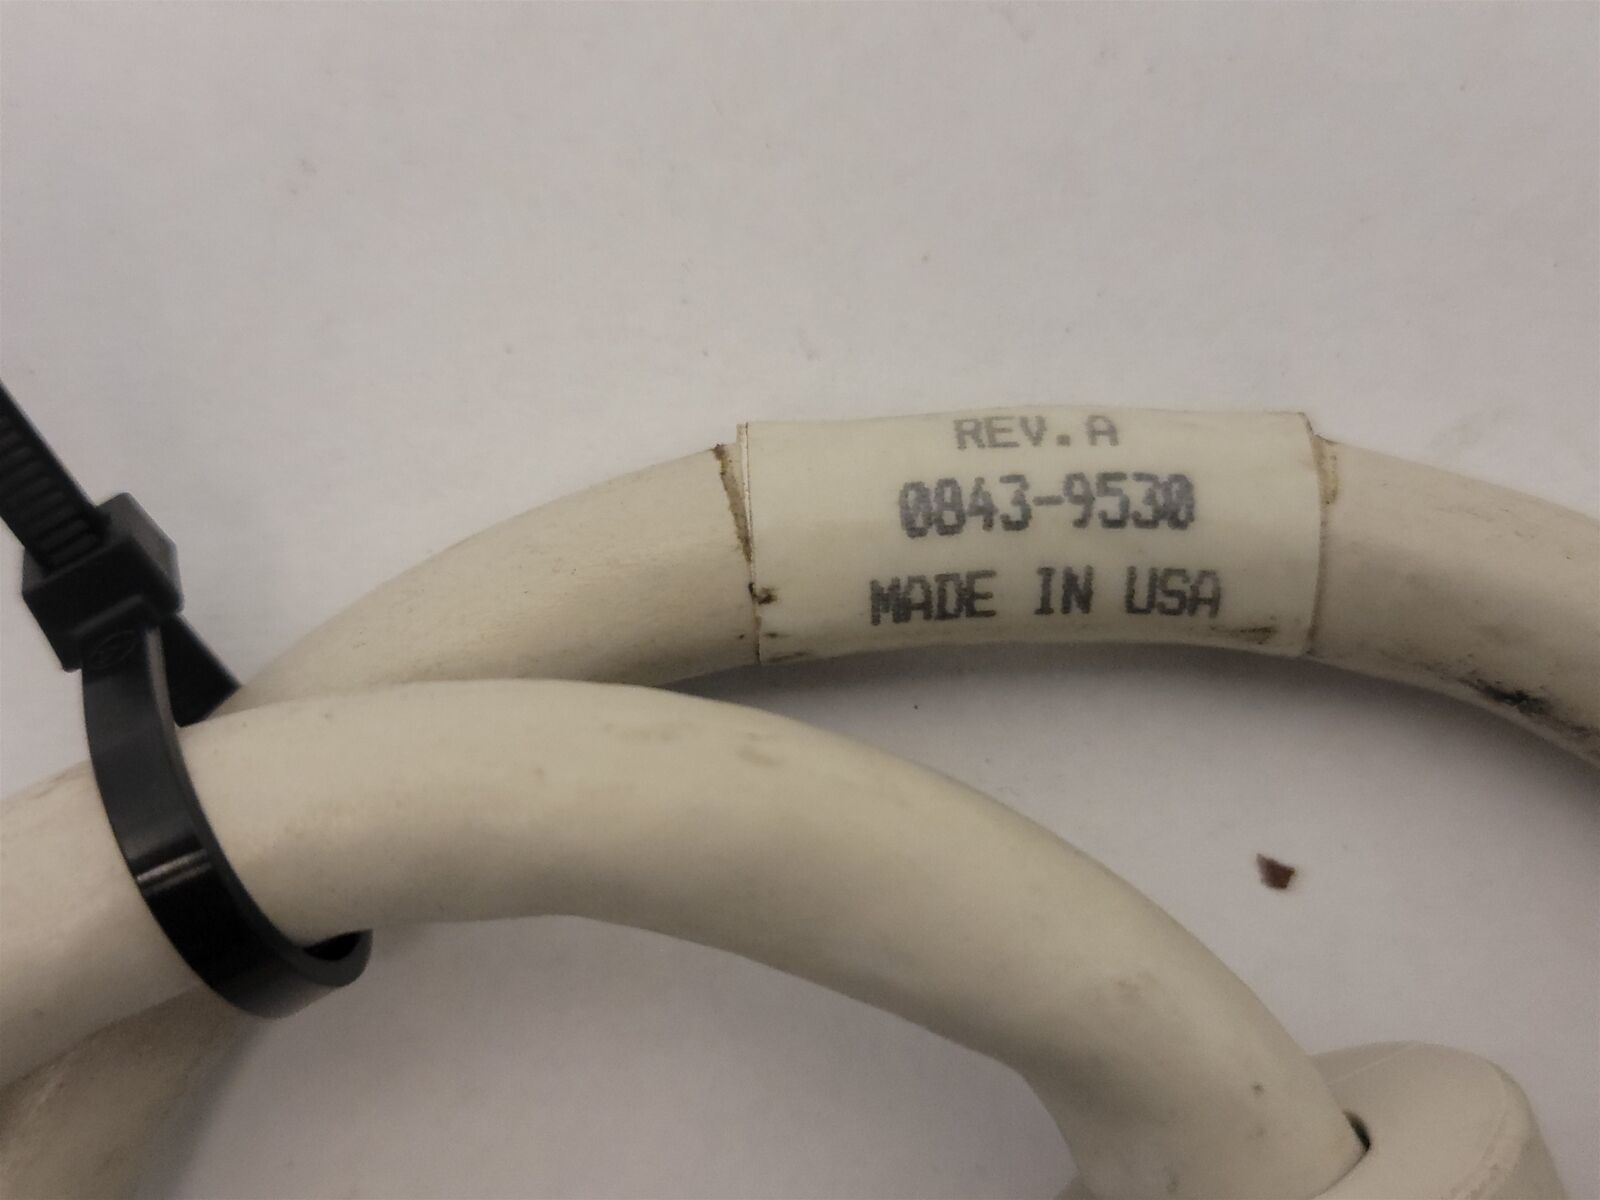 REV. A
0843-9530
MADE IN USA